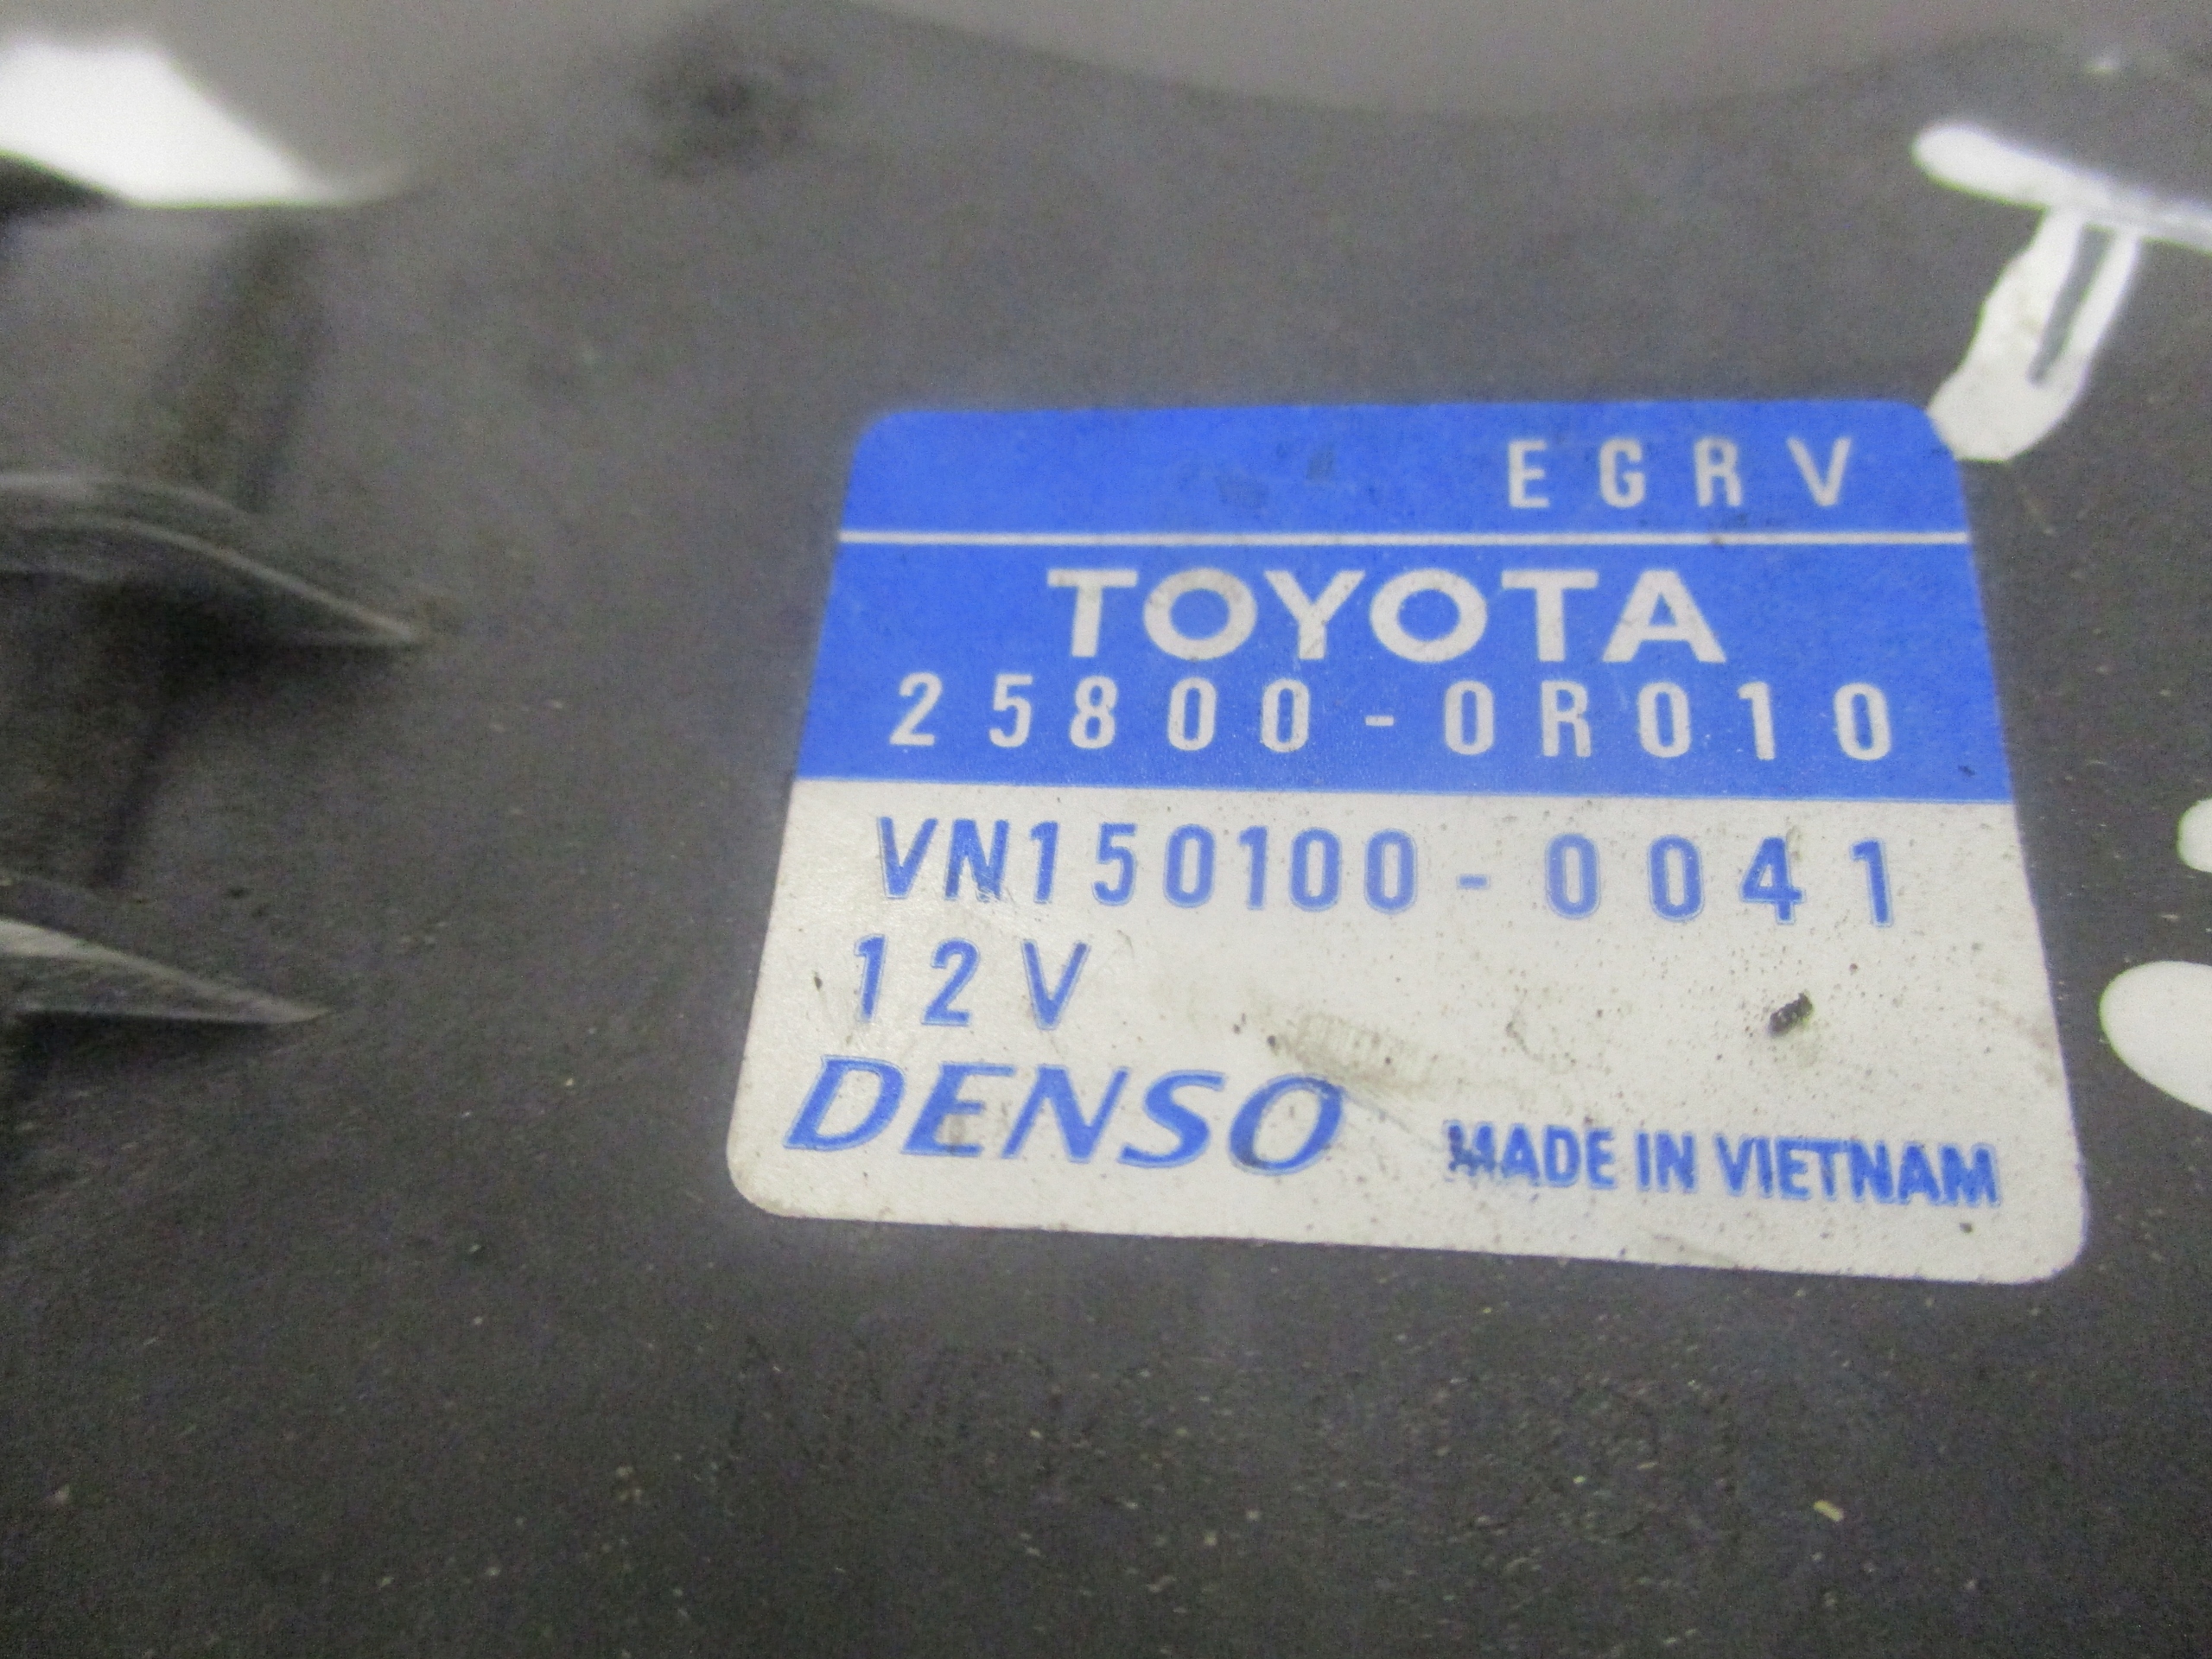 EGRV
TOYOTA
25800-0R010
VN150100-0041
12V
DENSO MADE IN VIETNAM